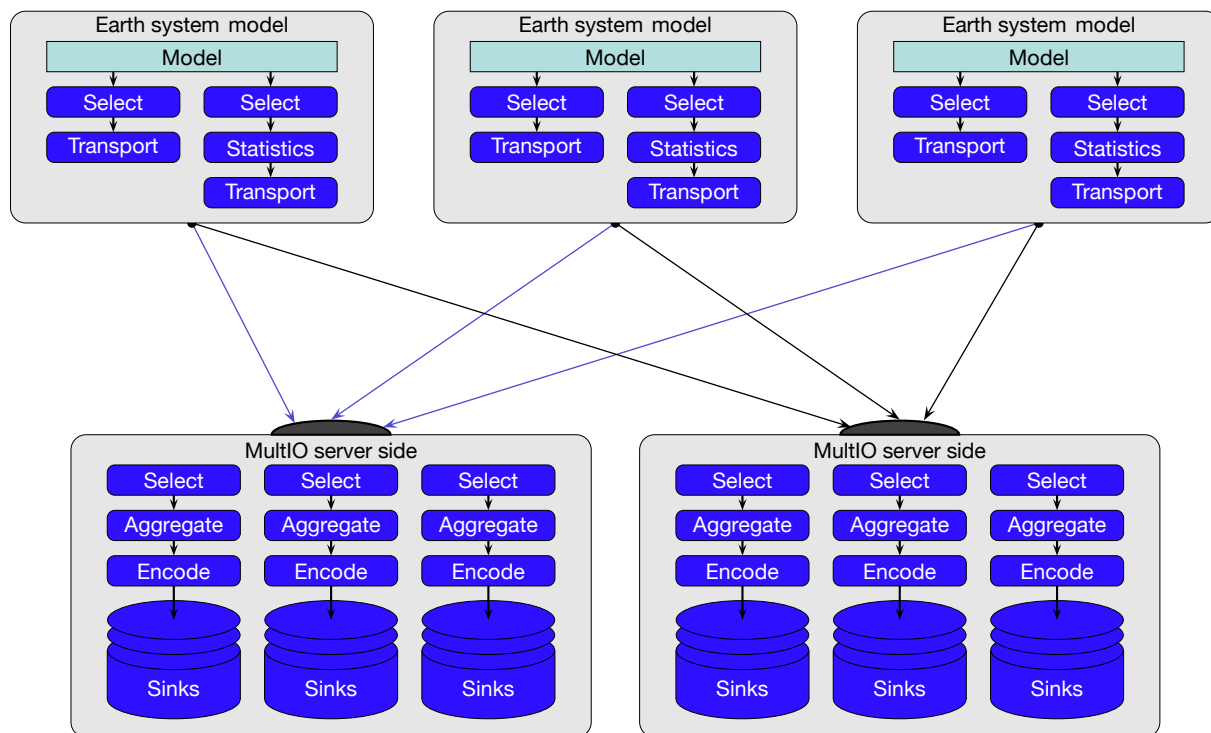 Earth system model
Model
Select
Select
Transport
Statistics
Transport
Earth system model
Model
Select
Select
Transport
Statistics
Transport
Earth system model
Model
Select
Select
Transport
Statistics
Transport
MultIO server side
Select
Select
Select
Aggregate
Aggregate
Aggregate
Encode
Encode
Encode
Sinks
Sinks
Sinks
MultIO server side
Select
Select
Select
Aggregate
Aggregate
Aggregate
Encode
Encode
Encode
Sinks
Sinks
Sinks